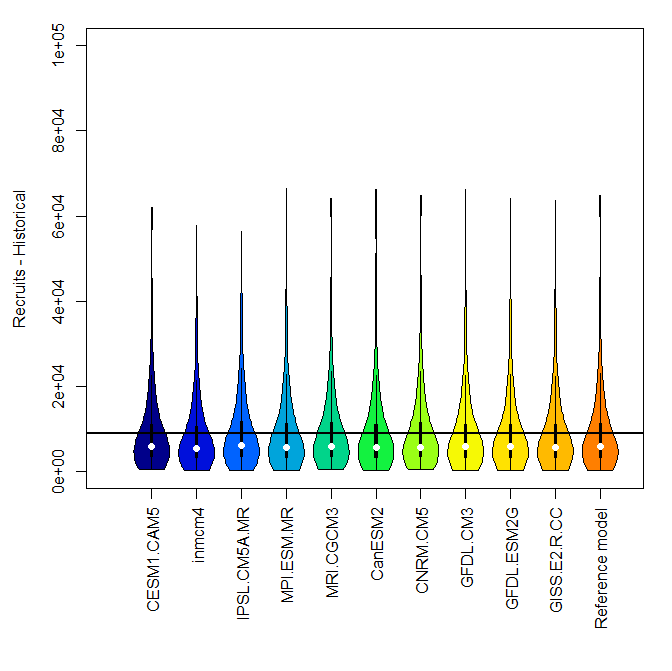 Recruits - Historical
1e+05
8e+04
6e+04
4e+04
2e+04
0e+00
CESM1.CAM5
inmcm4
IPSL.CM5A.MR
MPI.ESM.MR
MRI.CGCM3
CanESM2
CNRM.CM5
GFDL.CM3
GFDL.ESM2G
GISS.E2.R.CC
Reference model